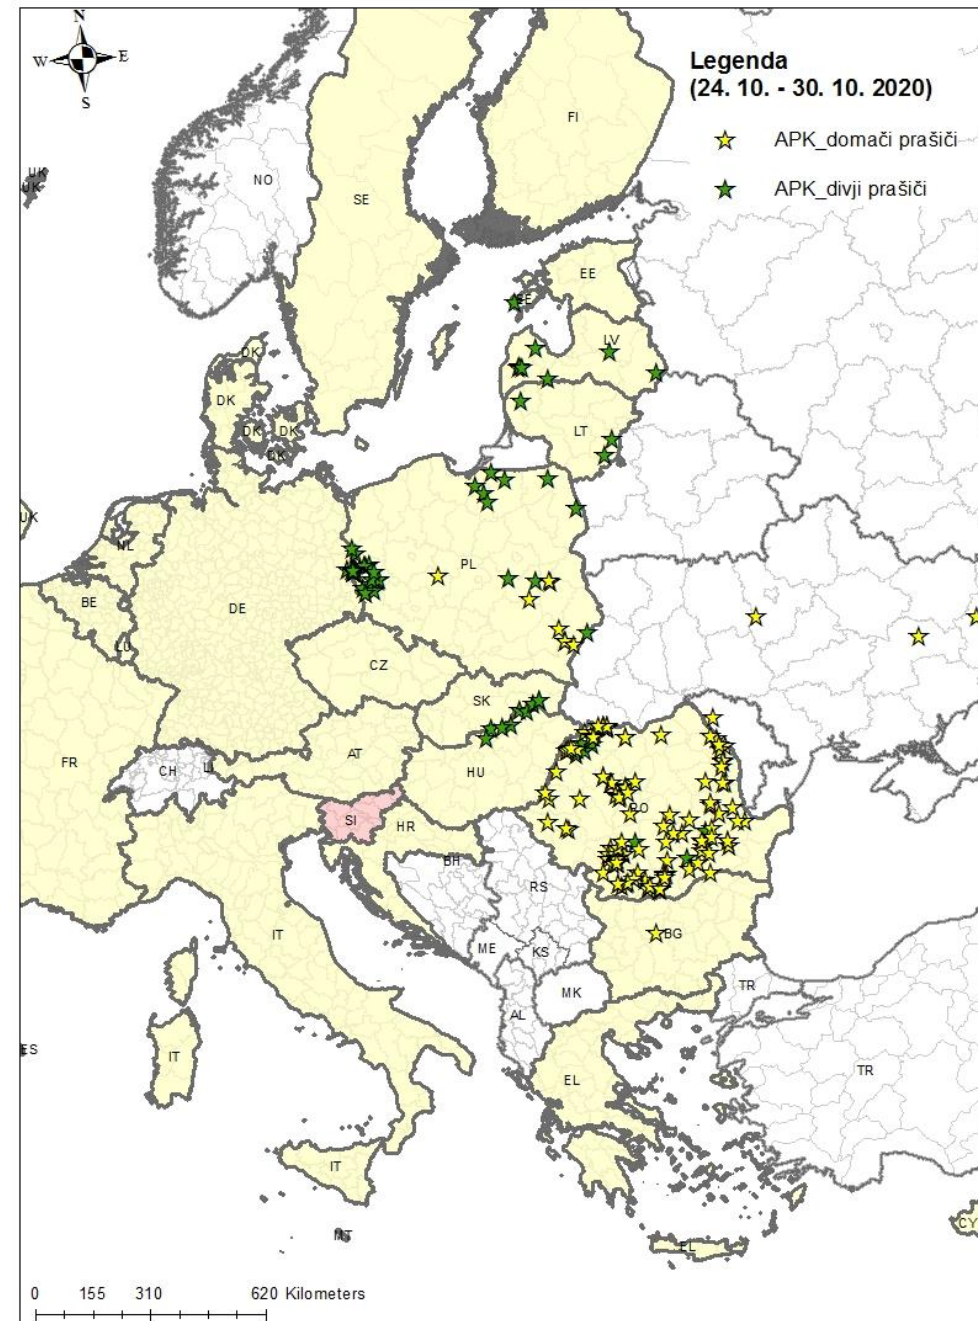 N
W E
S
Legenda
(24. 10. - 30. 10. 2020)
APK_domači prašiči
APK_divji prašiči
FI
UK
UK
NO
SE
EE
EE
DK
LV
DK
DK
DK
LT
DK
UK
NL
PL
BE
DE
LU
CZ
SK
FR
AT
CH
LI
HU
RO
SI
HR
BH
RS
IT
BG
ME
KS
MK
TR
AL
ES
IT
EL
TR
IT
CY
MT
EL
0 155 310 620 Kilometers